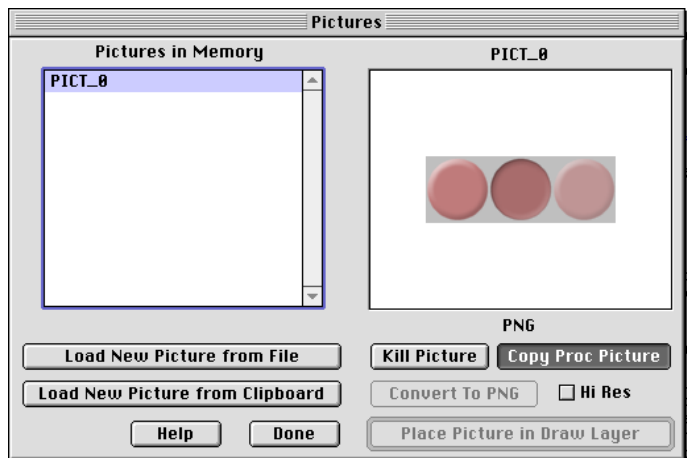 Pictures
Pictures in Memory
PICT_0
PICT_0
PNG
Load New Picture from File
Kill Picture
Copy Proc Picture
Load New Picture from Clipboard
Convert To PNG
Hi Res
Help
Done
Place Picture in Draw Layer